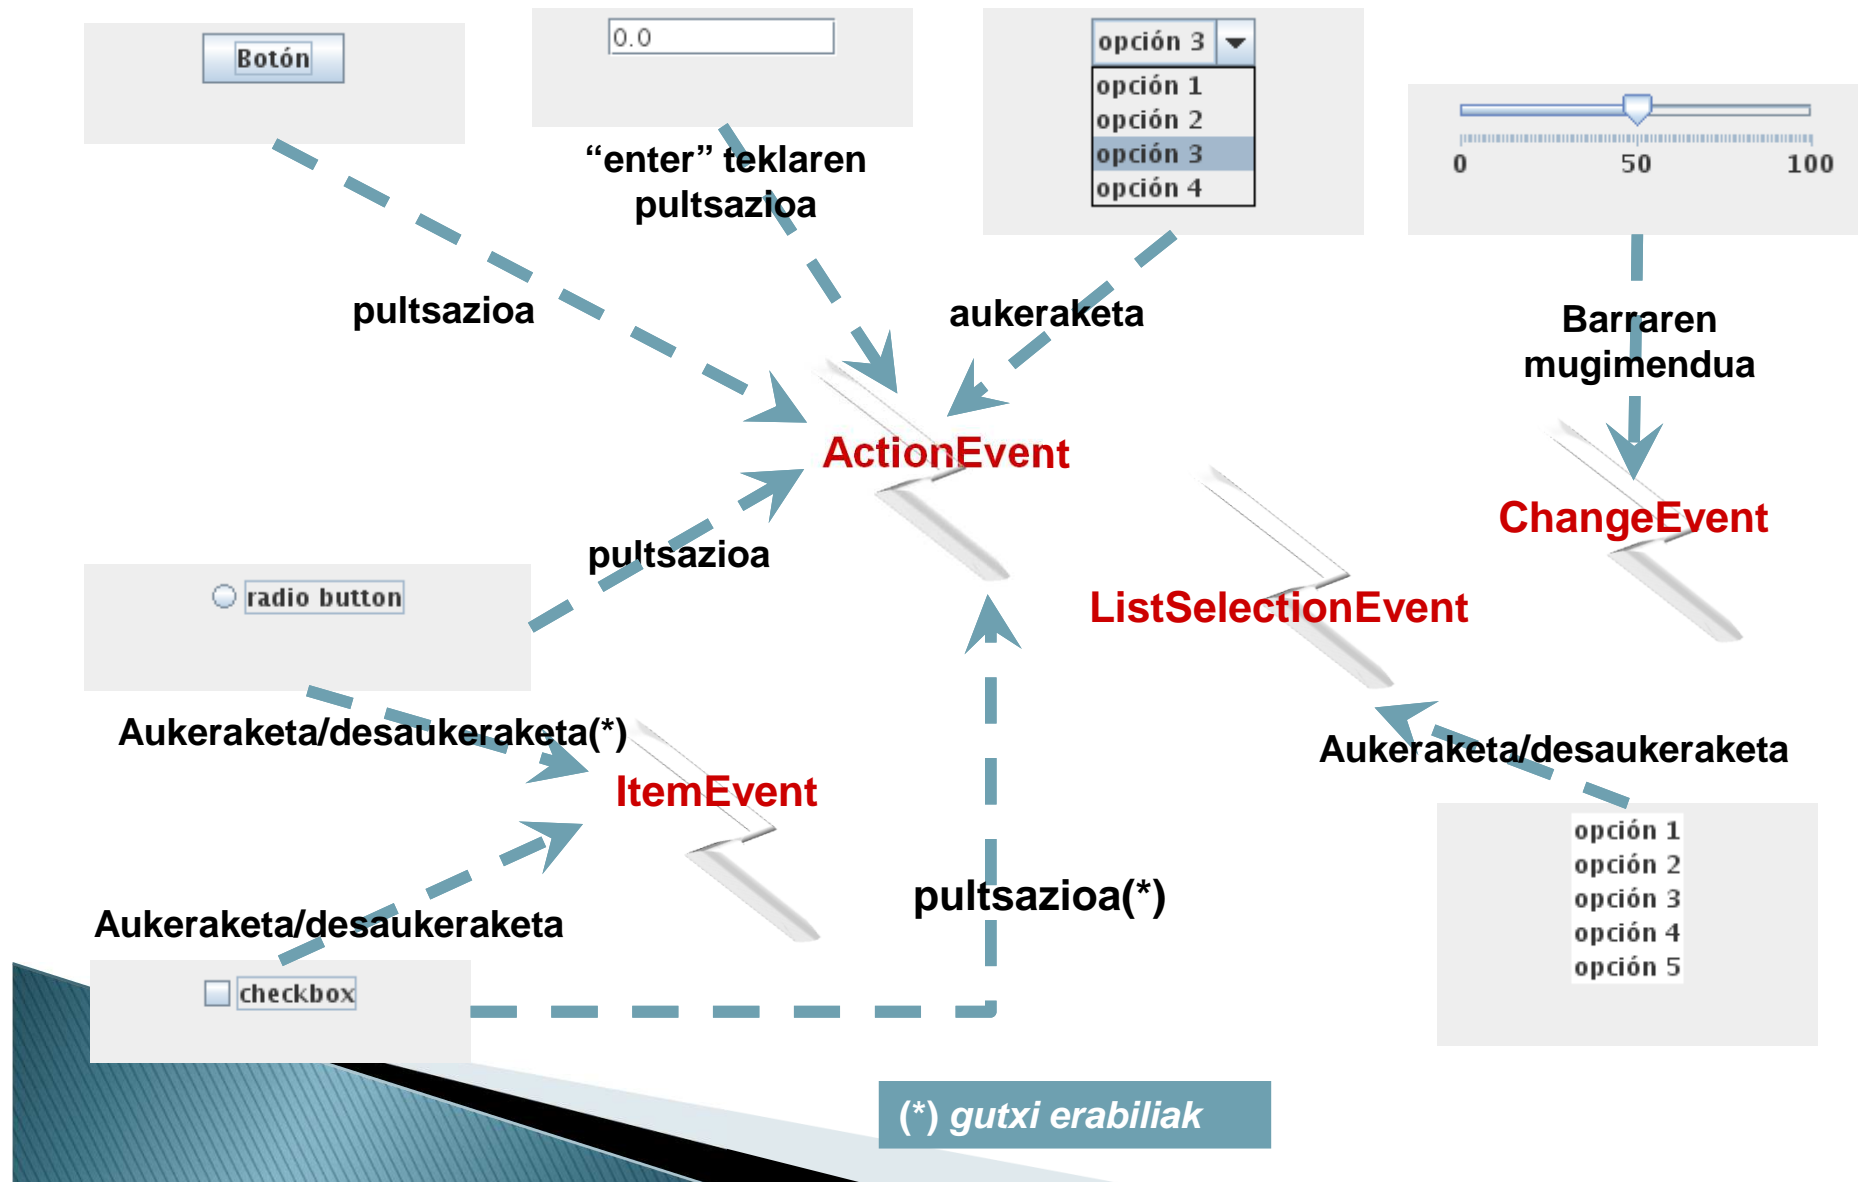 Botón
0.0
opción 3
opción 1
opción 2
opción 3
opción 4
0 50 100
“enter” teklaren
pultsazioa
pultsazioa
aukeraketa
Barraren
mugimendua
ActionEvent
ChangeEvent
pultsazioa
radio button
ListSelectionEvent
Aukeraketa/desaukeraketa(*)
Aukeraketa/desaukeraketa
ItemEvent
opción 1
opción 2
opción 3
opción 4
opción 5
pultsazioa(*)
Aukeraketa/desaukeraketa
checkbox
(*) gutxi erabiliak